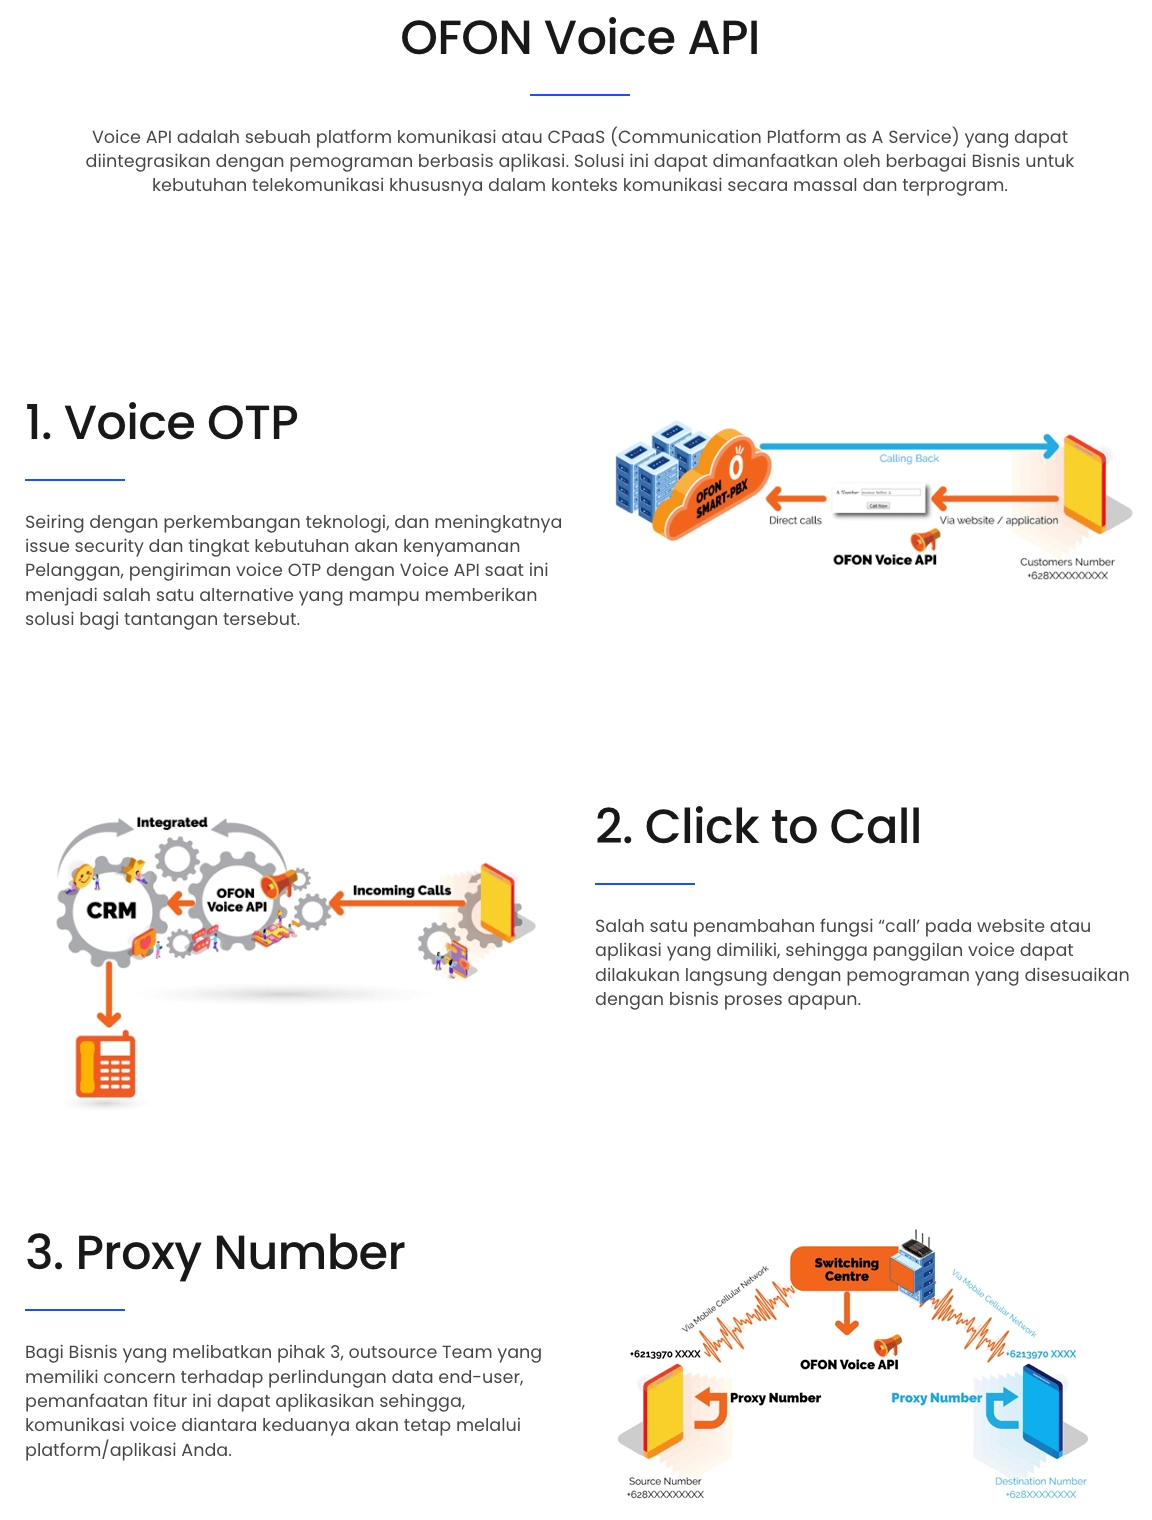 OFON Voice API
Voice API adalah sebuah platform komunikasi atau CPaaS (Communication Platform as A Service) yang dapat
diintegrasikan dengan pemograman berbasis aplikasi. Solusi ini dapat dimanfaatkan oleh berbagai Bisnis untuk
kebutuhan telekomunikasi khususnya dalam konteks komunikasi secara massal dan terprogram.
1. Voice OTP
Seiring dengan perkembangan teknologi, dan meningkatnya
issue security dan tingkat kebutuhan akan kenyamanan
Pelanggan, pengiriman voice OTP dengan Voice API saat ini
menjadi salah satu alternative yang mampu memberikan
solusi bagi tantangan tersebut.
OFON
SMART-PBX
Calling Back
Call Now
Direct calls
Via website / application
OFON Voice API
Customers Number
+628XXXXXXXXX
Integrated
CRM
OFON
Voice API
Incoming Calls
2. Click to Call
Salah satu penambahan fungsi “call’ pada website atau
aplikasi yang dimiliki, sehingga panggilan voice dapat
dilakukan langsung dengan pemograman yang disesuaikan
dengan bisnis proses apapun.
3. Proxy Number
Bagi Bisnis yang melibatkan pihak 3, outsource Team yang
memiliki concern terhadap perlindungan data end-user,
pemanfaatan fitur ini dapat aplikasikan sehingga,
komunikasi voice diantara keduanya akan tetap melalui
platform/aplikasi Anda.
Switching
Centre
Via Mobile Cellular Network
Via Mobile Cellular Network
+6213970 XXXX
+6213970 XXXX
OFON Voice API
Proxy Number
Proxy Number
Source Number
+628XXXXXXXXX
Destination Number
+628XXXXXXXX